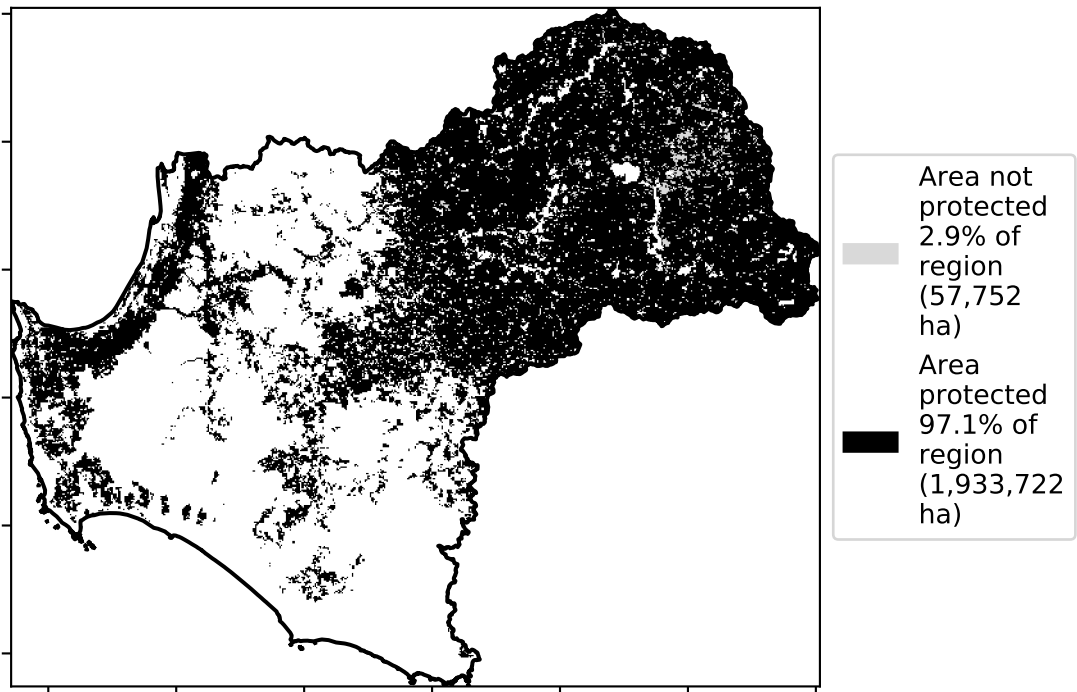 Area not
protected
2.9% of
region
(57,752
ha)
Area
protected
97.1% of
region
(1,933,722
ha)